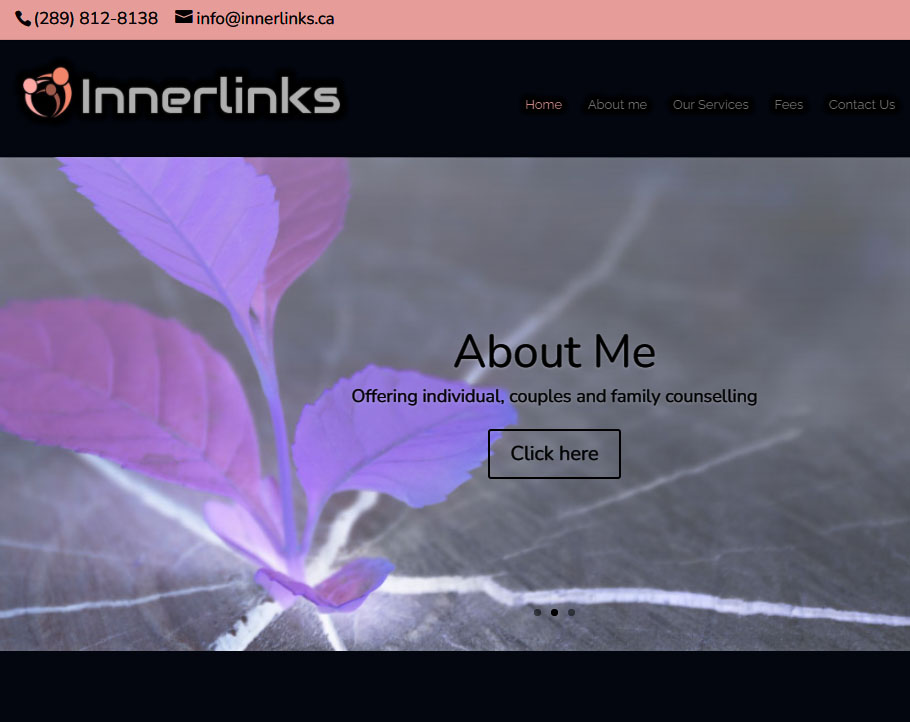 (289) 812-8138 info@innerlinks.ca
Innerlinks
Home About me Our Services Fees Contact Us
About Me
Offering individual, couples and family counselling
Click here